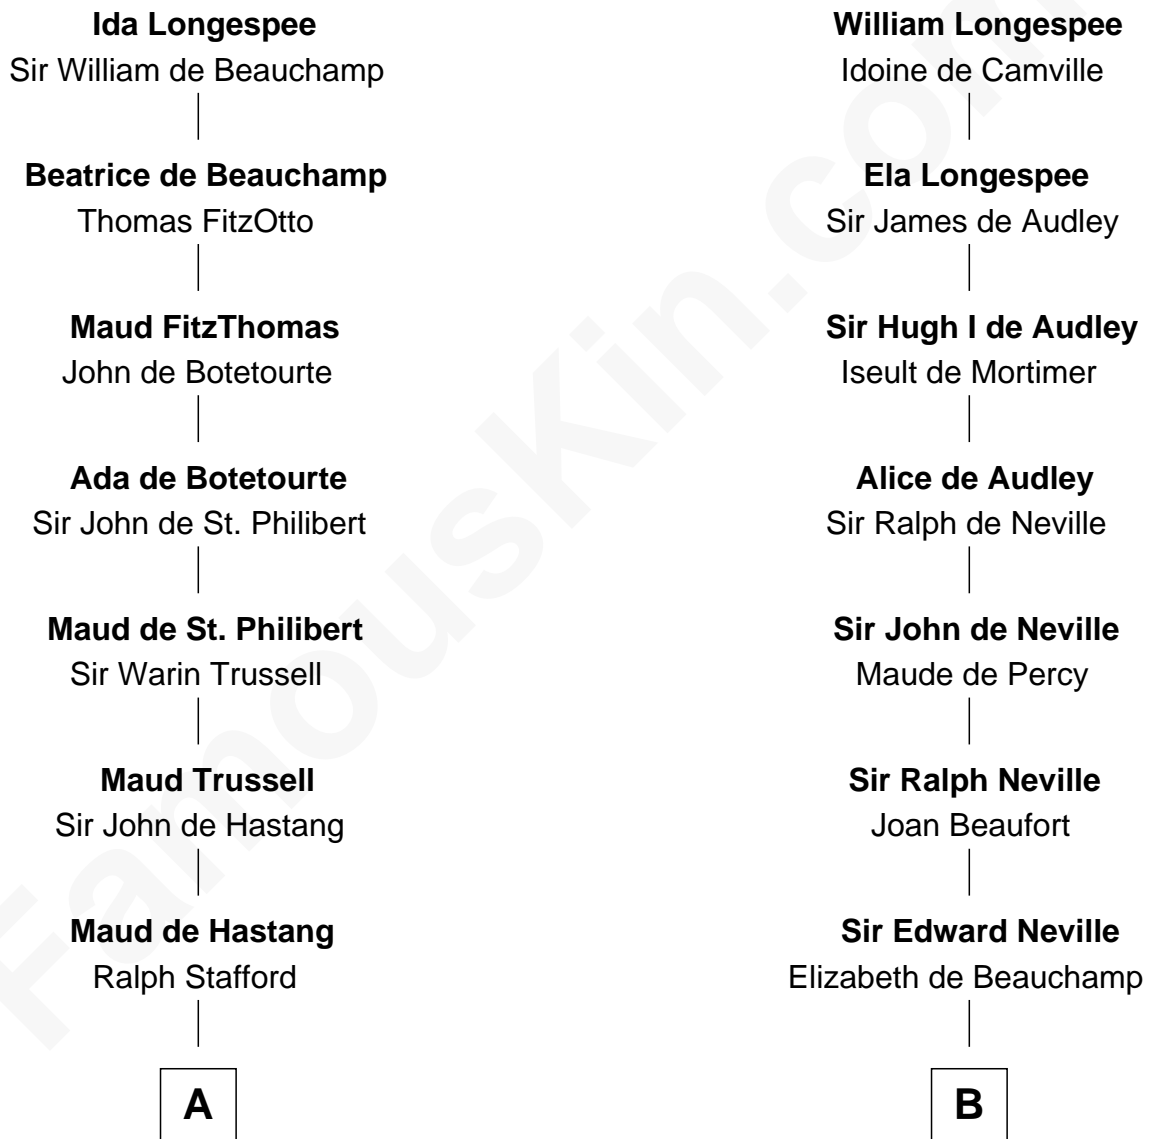 Ida Longespee
Sir William de Beauchamp
Beatrice de Beauchamp
Thomas FitzOtto
Maud FitzThomas
John de Botetourte
Ada de Botetourte
Sir John de St. Philibert
Maud de St. Philibert
Sir Warin Trussell
Maud Trussell
Sir John de Hastang
Maud de Hastang
Ralph Stafford
A
William Longespee
Idoine de Camville
Ela Longespee
Sir James de Audley
Sir Hugh I de Audley
Iseult de Mortimer
Alice de Audley
Sir Ralph de Neville
Sir John de Neville
Maude de Percy
Sir Ralph Neville
Joan Beaufort
Sir Edward Neville
Elizabeth de Beauchamp
B
FamousKin.com